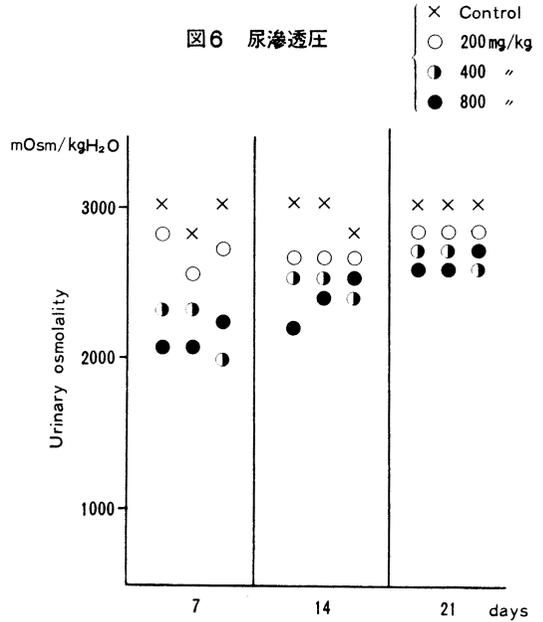 図6 尿滲透圧
× Control
○ 200mg/kg
◑ 400 〃
● 800 〃
mOsm/kgH₂O
3000
2000
1000
Urinary osmolality
7 14 21 days